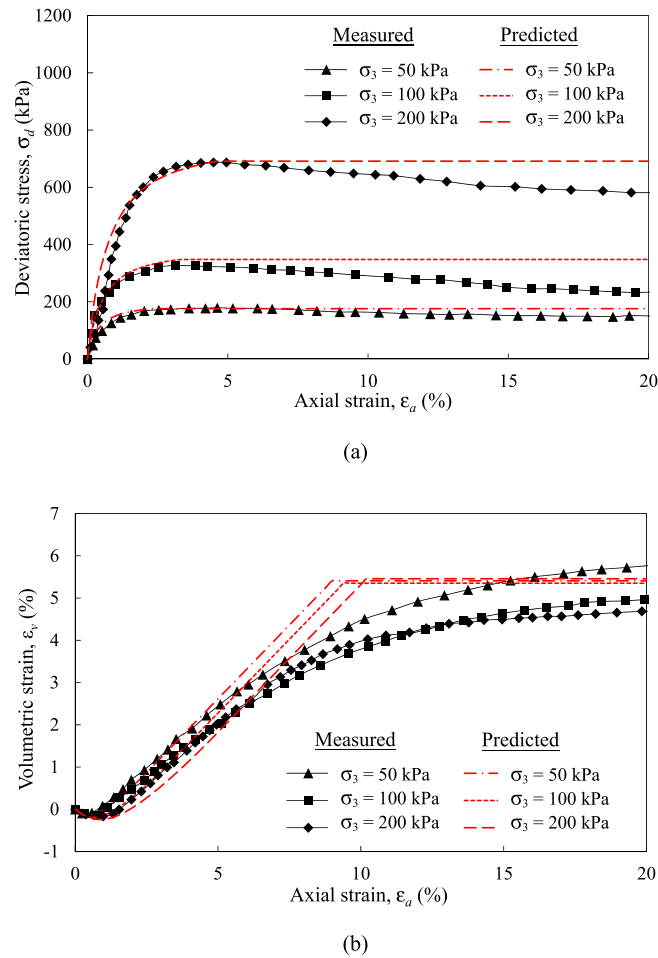 1200
1000
800
600
400
200
0
Deviatoric stress, σd (kPa)
Measured Predicted
σ3 = 50 kPa σ3 = 50 kPa
σ3 = 100 kPa σ3 = 100 kPa
σ3 = 200 kPa σ3 = 200 kPa
0 5 10 15 20
Axial strain, εa (%)
(a)
7
6
5
4
3
2
1
0
-1
Volumetric strain, εv (%)
Measured Predicted
σ3 = 50 kPa σ3 = 50 kPa
σ3 = 100 kPa σ3 = 100 kPa
σ3 = 200 kPa σ3 = 200 kPa
0 5 10 15 20
Axial strain, εa (%)
(b)